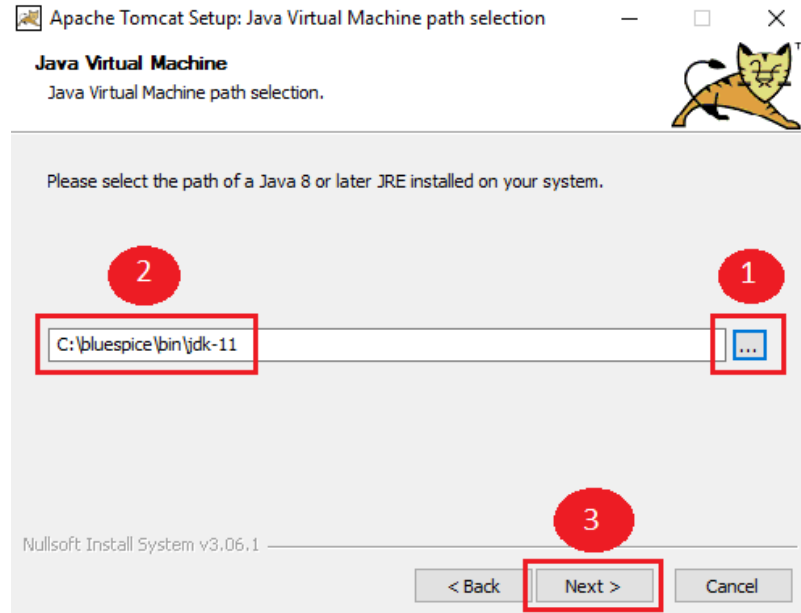 Apache Tomcat Setup: Java Virtual Machine path selection
TM
Java Virtual Machine
Java Virtual Machine path selection.
Please select the path of a Java 8 or later JRE installed on your system.
2
1
C:\bluespice\bin\jdk-11
...
3
Nullsoft Install System v3.06.1
< Back
Next >
Cancel